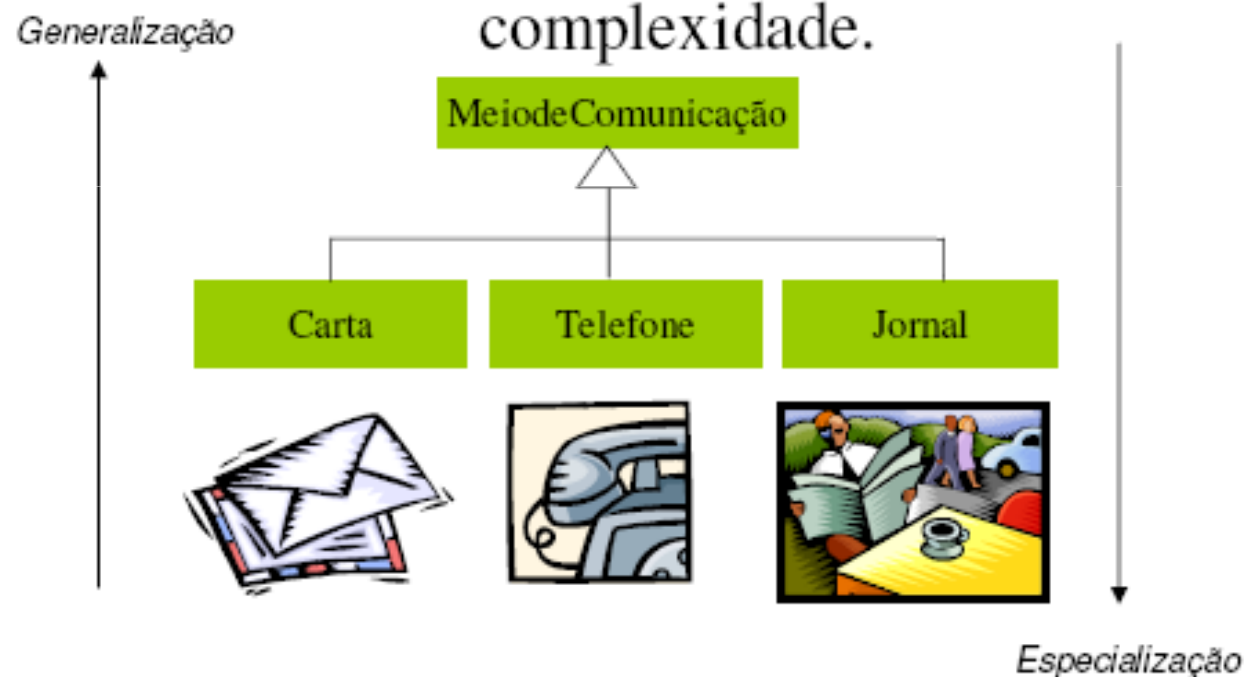 Generalização
complexidade.
MeiodeComunicação
Carta
Telefone
Jornal
Especialização